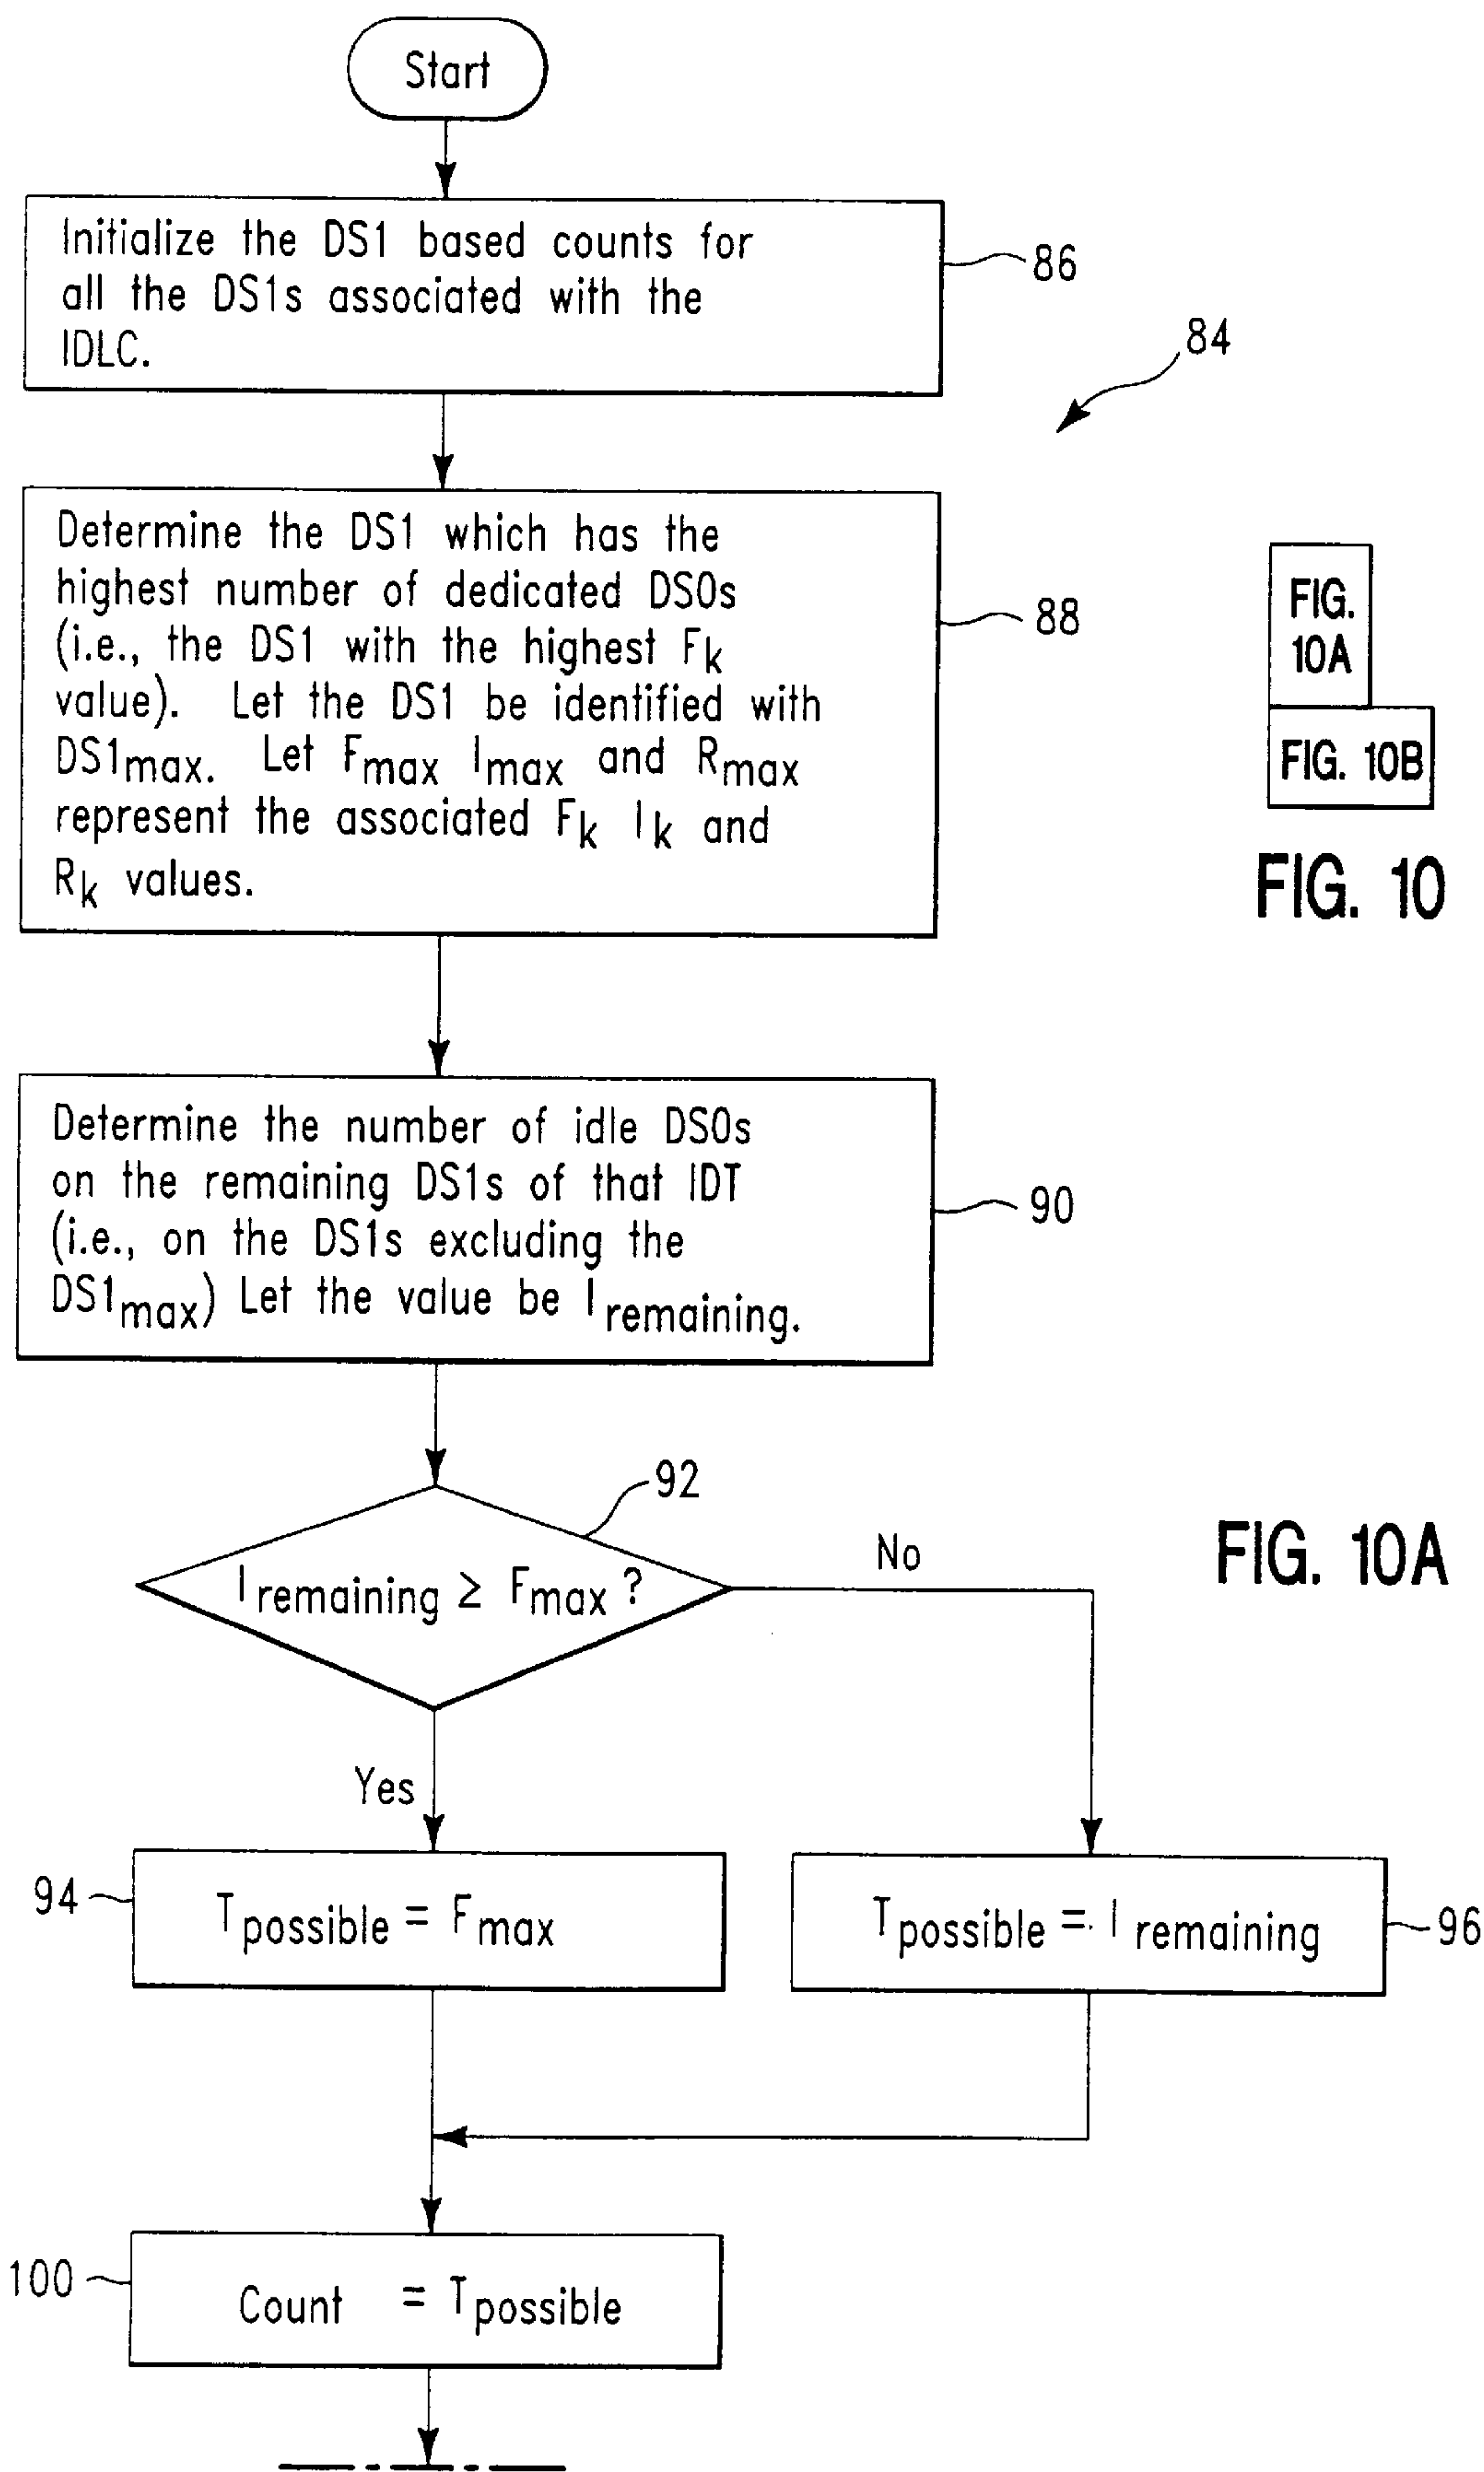 Start
Initialize the DS1 based counts for
all the DS1s associated with the
IDLC.
86
84
Determine the DS1 which has the
highest number of dedicated DS0s
(i.e., the DS1 with the highest Fk
value). Let the DS1 be identified with
DS1max. Let Fmax Imax and Rmax
represent the associated Fk Ik and
Rk values.
88
FIG.
10A
FIG. 10B
FIG. 10
Determine the number of idle DS0s
on the remaining DS1s of that IDT
(i.e., on the DS1s excluding the
DS1max) Let the value be Iremaining.
90
92
Iremaining ≥ Fmax ?
No
FIG. 10A
Yes
94
Tpossible = Fmax
Tpossible = Iremaining
96
100
Count = Tpossible